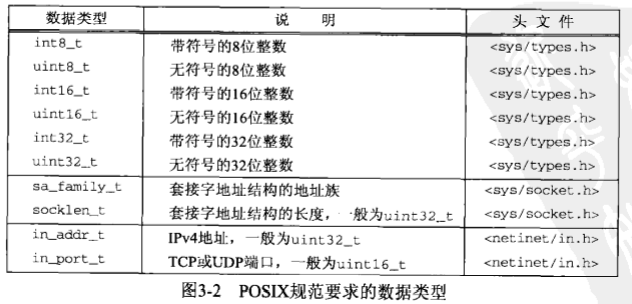 数据类型 说 明 头 文 件
int8_t 带符号的8位整数 <sys/types.h>
uint8_t 无符号的8位整数 <sys/types.h>
int16_t 带符号的16位整数 <sys/types.h>
uint16_t 无符号的16位整数 <sys/types.h>
int32_t 带符号的32位整数 <sys/types.h>
uint32_t 无符号的32位整数 <sys/types.h>
sa_family_t 套接字地址结构的地址族 <sys/socket.h>
socklen_t 套接字地址结构的长度，一般为uint32_t <sys/socket.h>
in_addr_t IPv4地址，一般为uint32_t <netinet/in.h>
in_port_t TCP或UDP端口，一般为uint16_t <netinet/in.h>
图3-2 POSIX规范要求的数据类型